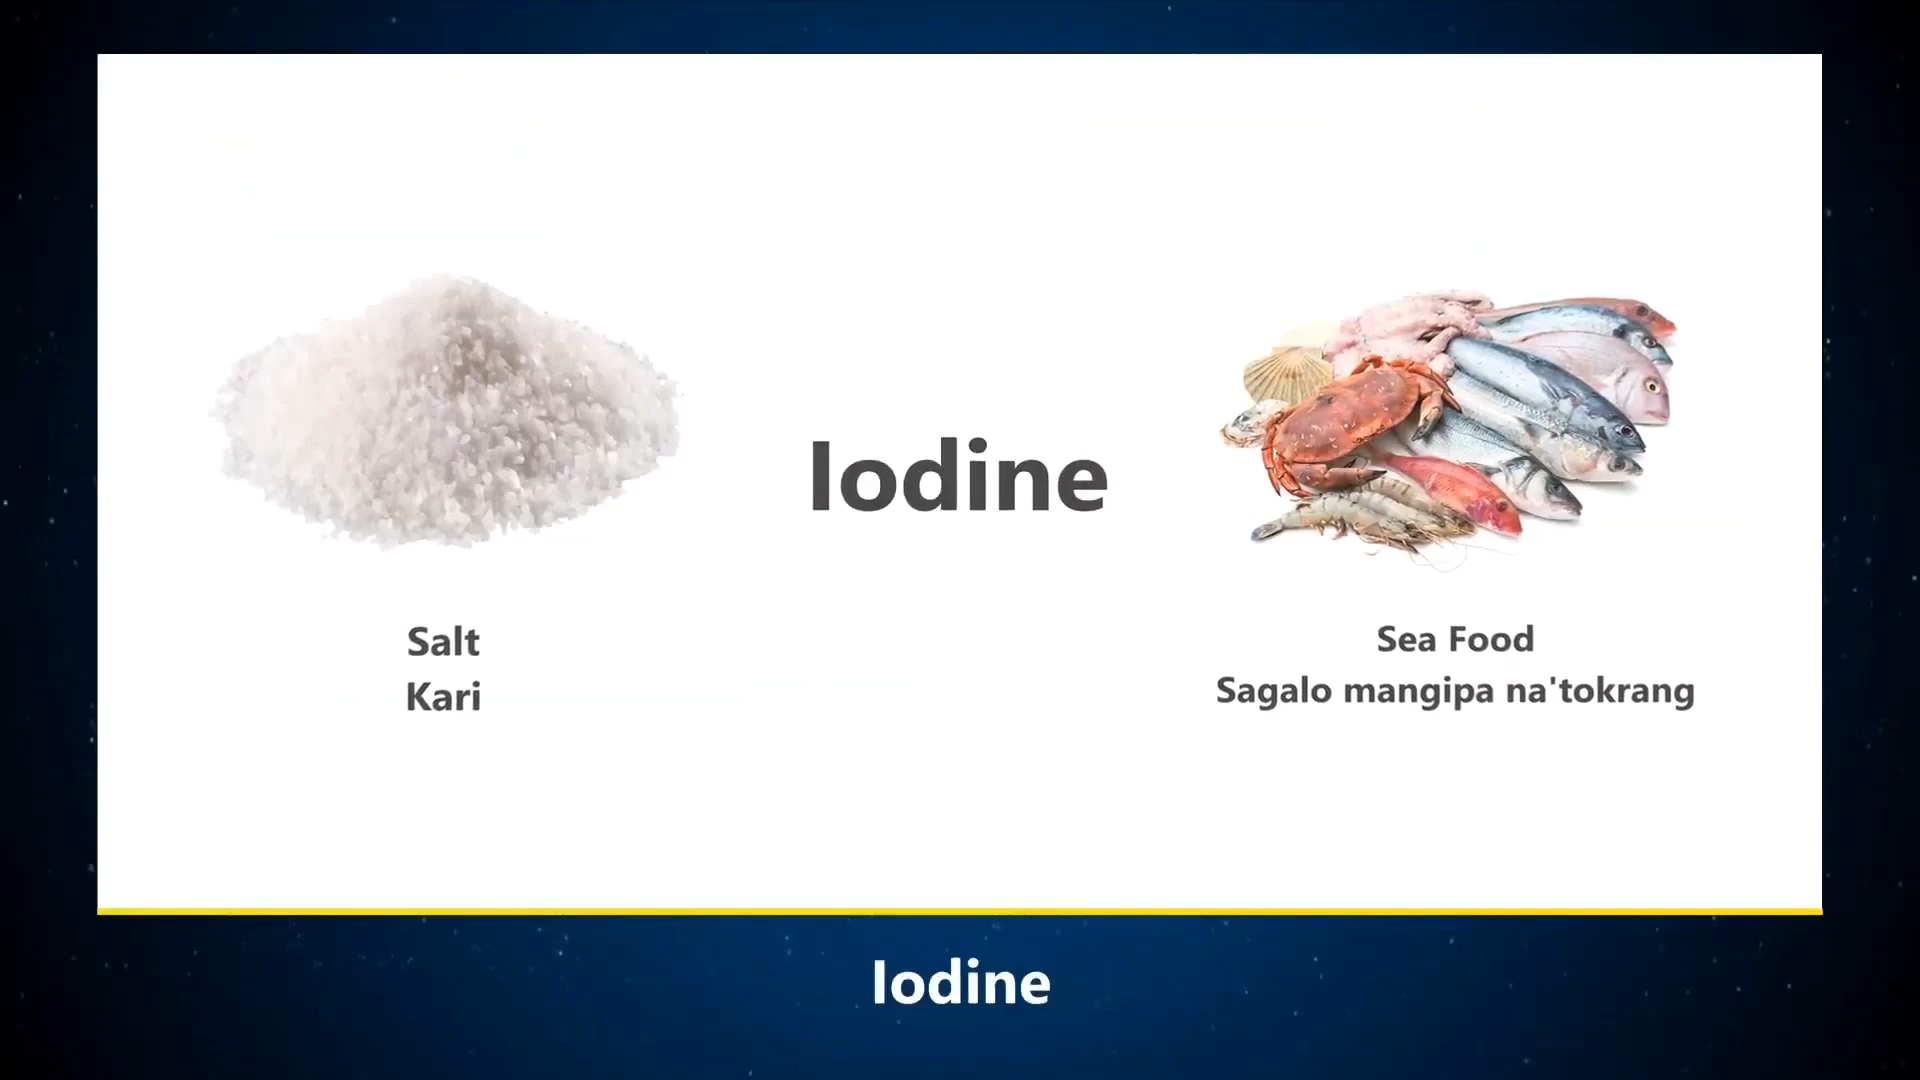 Iodine
Salt
Kari
Sea Food
Sagalo mangipa na'tokrang
Iodine